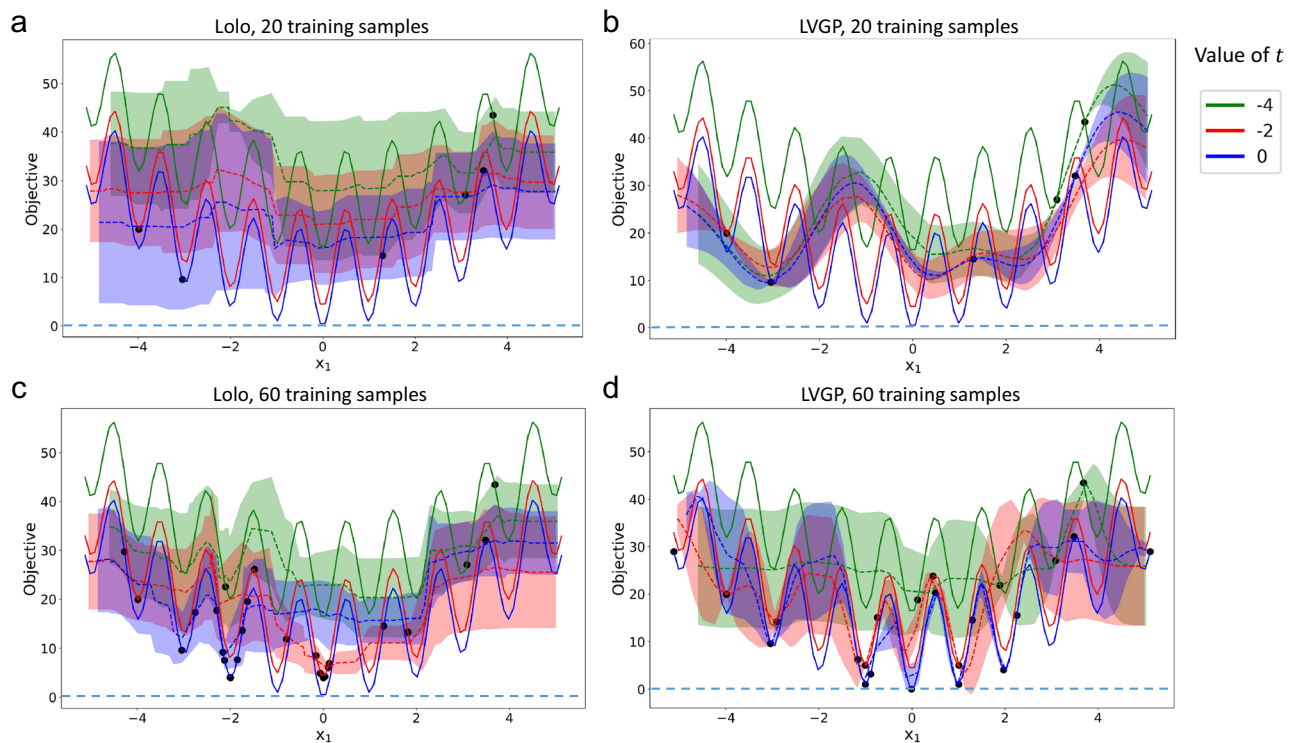 a
Lolo, 20 training samples
50
40
30
20
10
0
Objective
−4
−2
0
2
4
x₁
b
LVGP, 20 training samples
60
50
40
30
20
10
0
Objective
−4
−2
0
2
4
x₁
Value of t
-4
-2
0
c
Lolo, 60 training samples
50
40
30
20
10
0
Objective
−4
−2
0
2
4
x₁
d
LVGP, 60 training samples
50
40
30
20
10
0
Objective
−4
−2
0
2
4
x₁